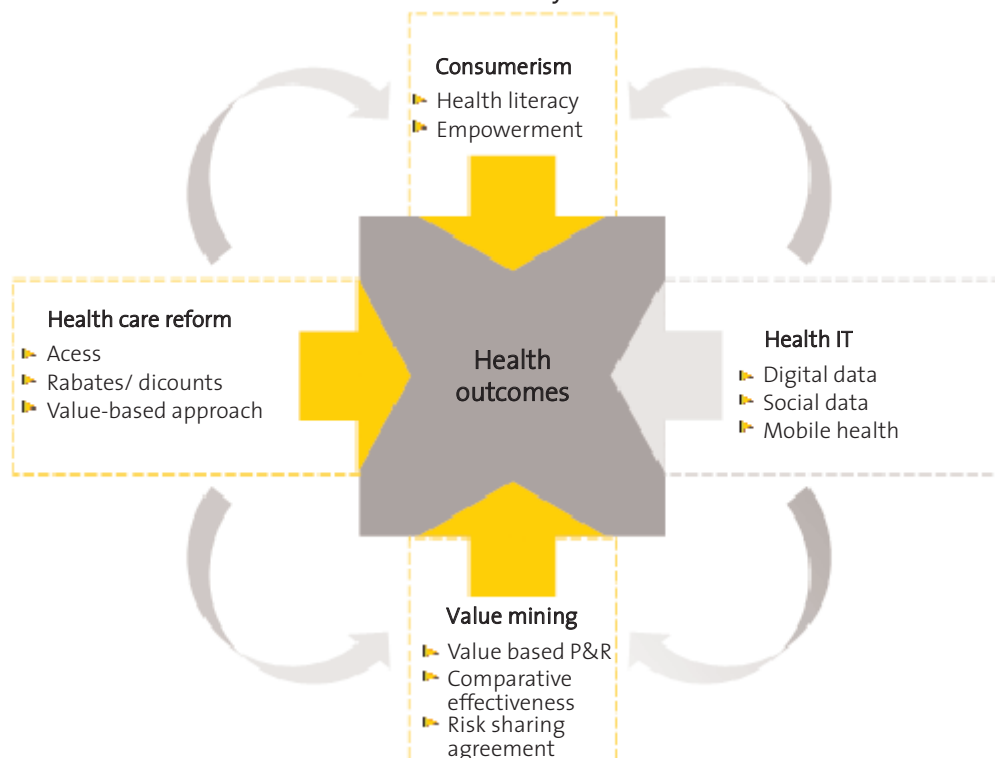 Consumerism
Health literacy
Empowerment
Health care reform
Acess
Rabates/ dicounts
Value-based approach
Health
outcomes
Health IT
Digital data
Social data
Mobile health
Value mining
Value based P&R
Comparative
effectiveness
Risk sharing
agreement